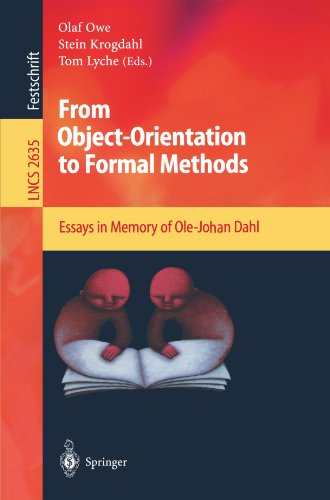 Olaf Owe
Stein Krogdahl
Tom Lyche (Eds.)
Festschrift
LNCS 2635
From
Object-Orientation
to Formal Methods
Essays in Memory of Ole-Johan Dahl
Springer